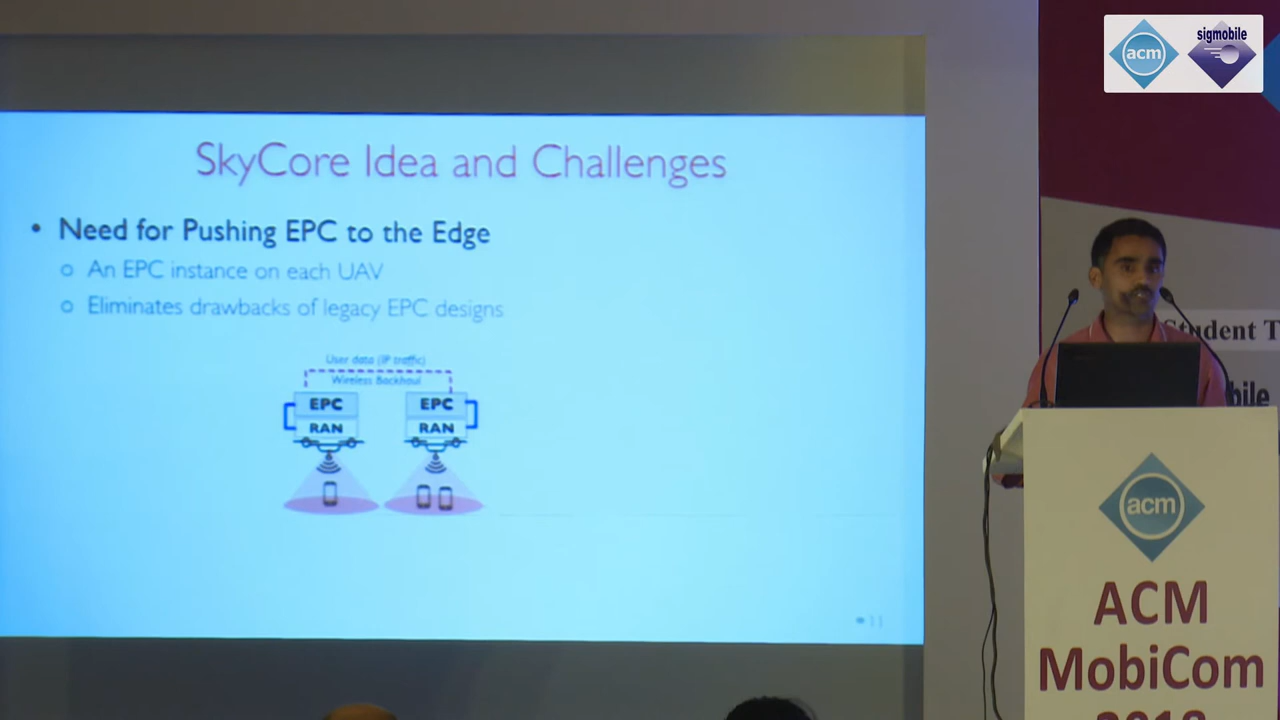 acm
sigmobile
SkyCore Idea and Challenges
• Need for Pushing EPC to the Edge
o An EPC instance on each UAV
o Eliminates drawbacks of legacy EPC designs
User data (IP traffic)
Wireless Backhaul
EPC EPC
RAN RAN
11
Student T
bile
acm
ACM
MobiCom
2018